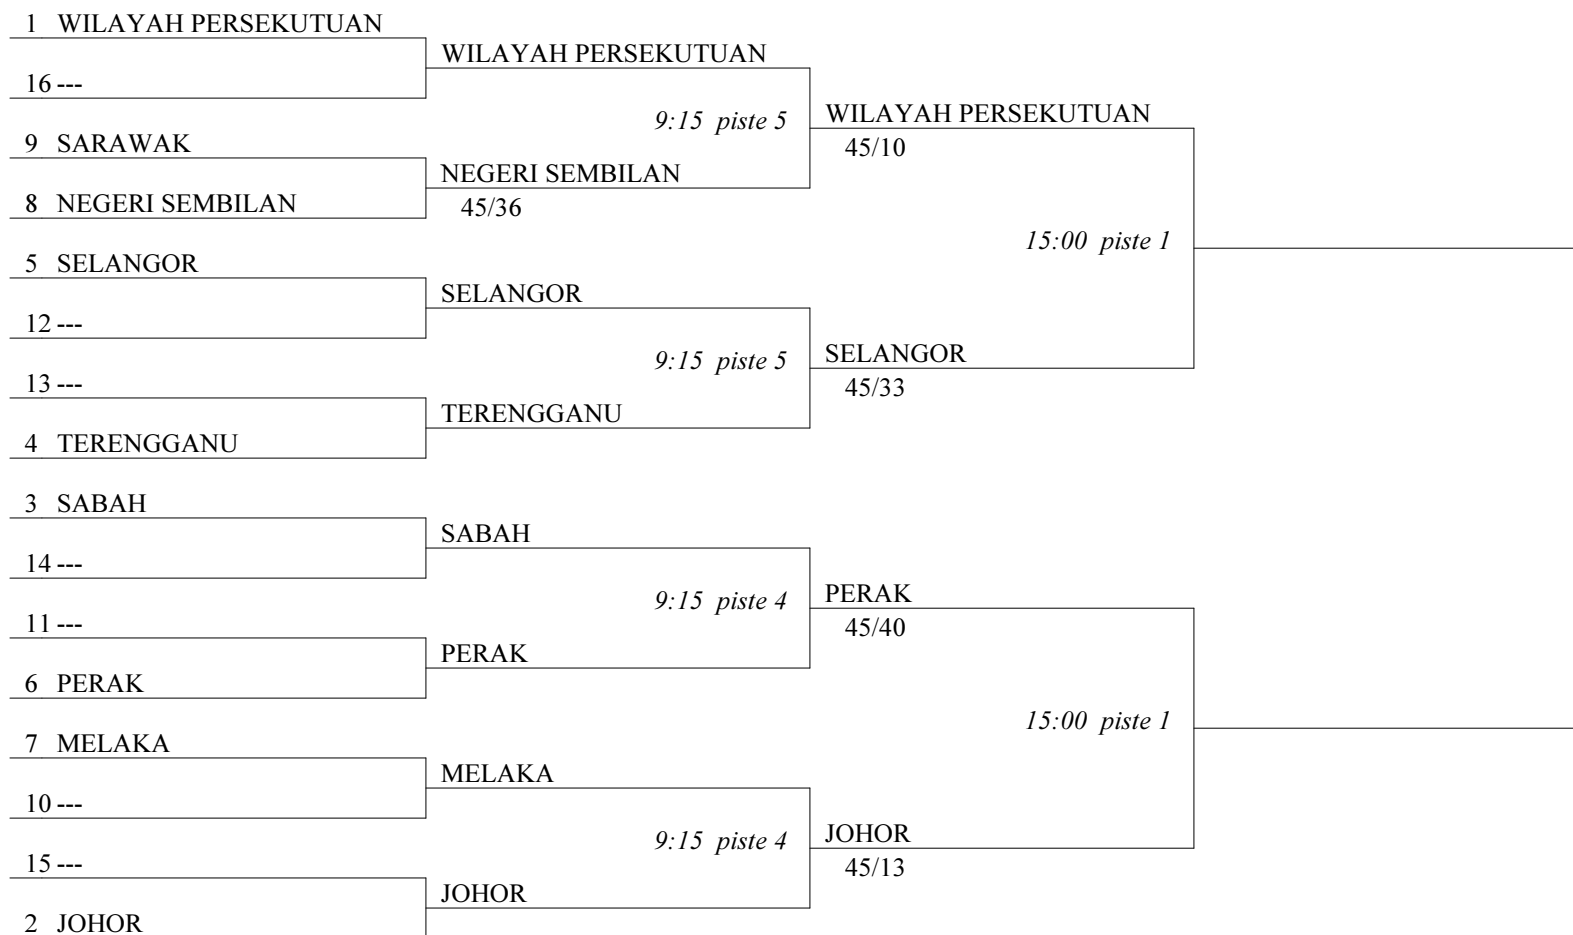 1 WILAYAH PERSEKUTUAN
WILAYAH PERSEKUTUAN
16 ---
9:15 piste 5
WILAYAH PERSEKUTUAN
9 SARAWAK
45/10
NEGERI SEMBILAN
8 NEGERI SEMBILAN
45/36
15:00 piste 1
5 SELANGOR
SELANGOR
12 ---
9:15 piste 5
SELANGOR
13 ---
45/33
TERENGGANU
4 TERENGGANU
3 SABAH
SABAH
14 ---
9:15 piste 4
PERAK
11 ---
45/40
PERAK
6 PERAK
15:00 piste 1
7 MELAKA
MELAKA
10 ---
9:15 piste 4
JOHOR
15 ---
45/13
JOHOR
2 JOHOR